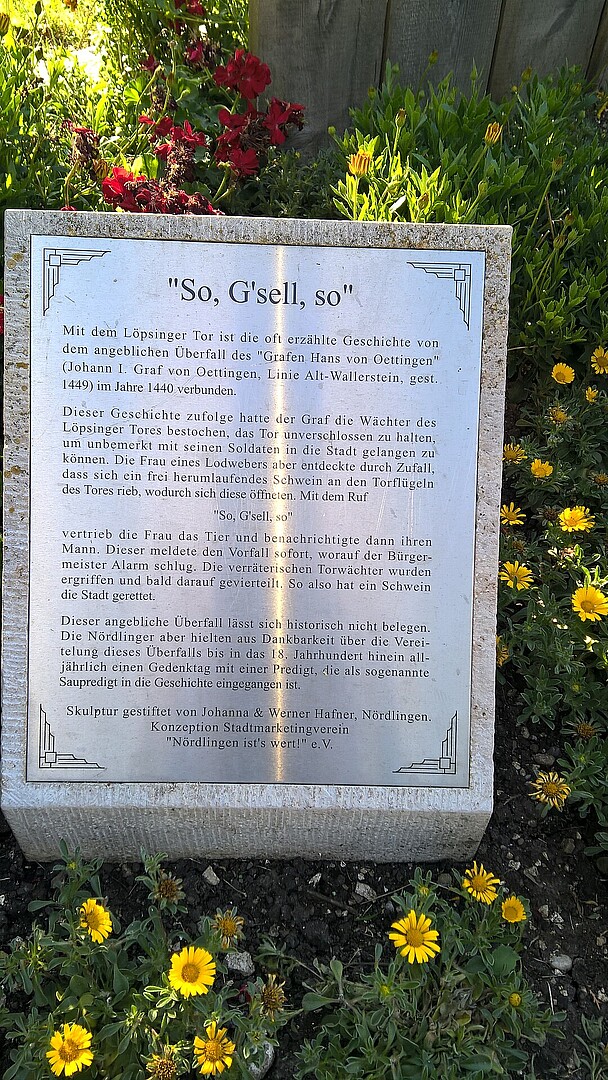 "So, G'sell, so"
Mit dem Löpsinger Tor ist die oft erzählte Geschichte von
dem angeblichen Überfall des "Grafen Hans von Oettingen"
(Johann I. Graf von Oettingen, Linie Alt-Wallerstein, gest.
1449) im Jahre 1440 verbunden.
Dieser Geschichte zufolge hatte der Graf die Wächter des
Löpsinger Tores bestochen, das Tor unverschlossen zu halten,
um unbemerkt mit seinen Soldaten in die Stadt gelangen zu
können. Die Frau eines Lodwebers aber entdeckte durch Zufall,
dass sich ein frei herumlaufendes Schwein an den Torflügeln
des Tores rieb, wodurch sich diese öffneten. Mit dem Ruf
"So, G'sell, so"
vertrieb die Frau das Tier und benachrichtigte dann ihren
Mann. Dieser meldete den Vorfall sofort, worauf der Bürger-
meister Alarm schlug. Die verräterischen Torwächter wurden
ergriffen und bald darauf gevierteilt. So also hat ein Schwein
die Stadt gerettet.
Dieser angebliche Überfall lässt sich historisch nicht belegen.
Die Nördlinger aber hielten aus Dankbarkeit über die Verei-
telung dieses Überfalls bis in das 18. Jahrhundert hinein all-
jährlich einen Gedenktag mit einer Predigt, die als sogenannte
Saupredigt in die Geschichte eingegangen ist.
Skulptur gestiftet von Johanna & Werner Hafner, Nördlingen.
Konzeption Stadtmarketingverein
"Nördlingen ist's wert!" e.V.